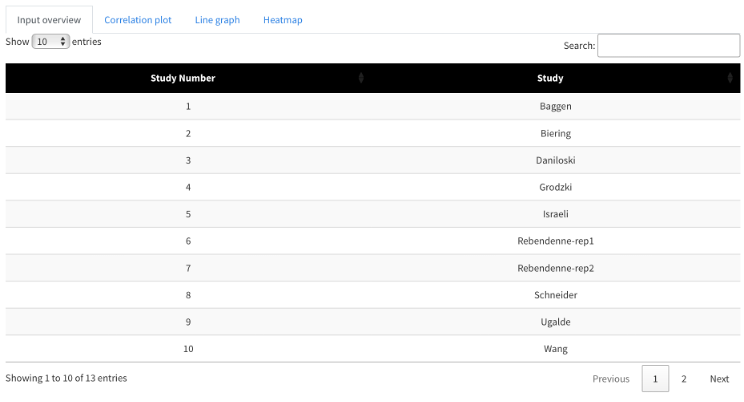 Input overview Correlation plot Line graph Heatmap
Show 10 entries Search:
Study Number Study
1 Baggen
2 Biering
3 Daniloski
4 Grodzki
5 Israeli
6 Rebendenne-rep1
7 Rebendenne-rep2
8 Schneider
9 Ugalde
10 Wang
Showing 1 to 10 of 13 entries Previous 1 2 Next